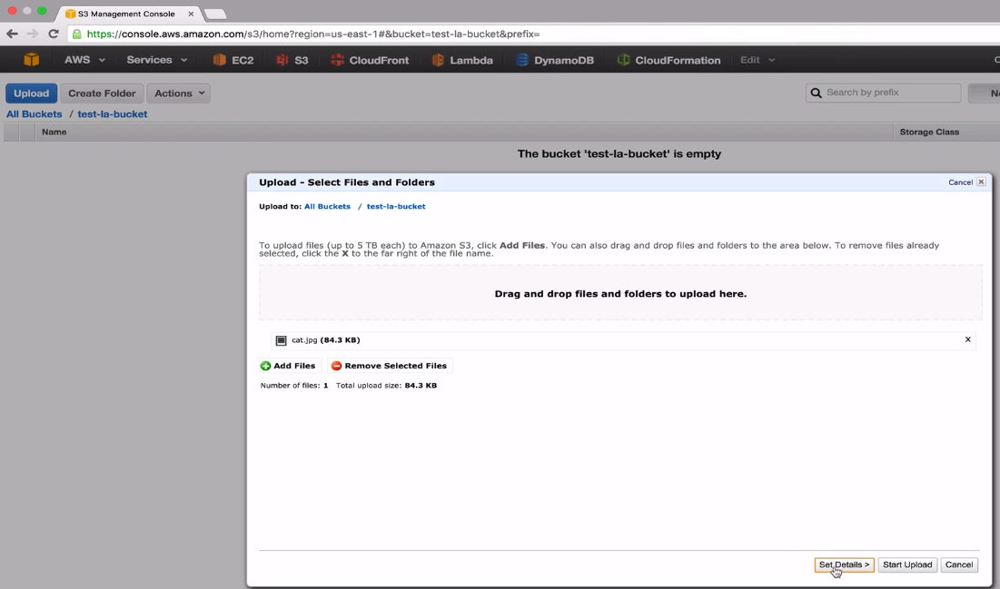 S3 Management Console
https://console.aws.amazon.com/s3/home?region=us-east-1#&bucket=test-la-bucket&prefix=
AWS Services EC2 S3 CloudFront Lambda DynamoDB CloudFormation Edit
Upload Create Folder Actions Search by prefix
All Buckets / test-la-bucket
Name Storage Class
The bucket 'test-la-bucket' is empty
Upload - Select Files and Folders Cancel
Upload to: All Buckets / test-la-bucket
To upload files (up to 5 TB each) to Amazon S3, click Add Files. You can also drag and drop files and folders to the area below. To remove files already
selected, click the X to the far right of the file name.
Drag and drop files and folders to upload here.
cat.jpg (84.3 KB) X
Add Files Remove Selected Files
Number of files: 1 Total upload size: 84.3 KB
Set Details > Start Upload Cancel